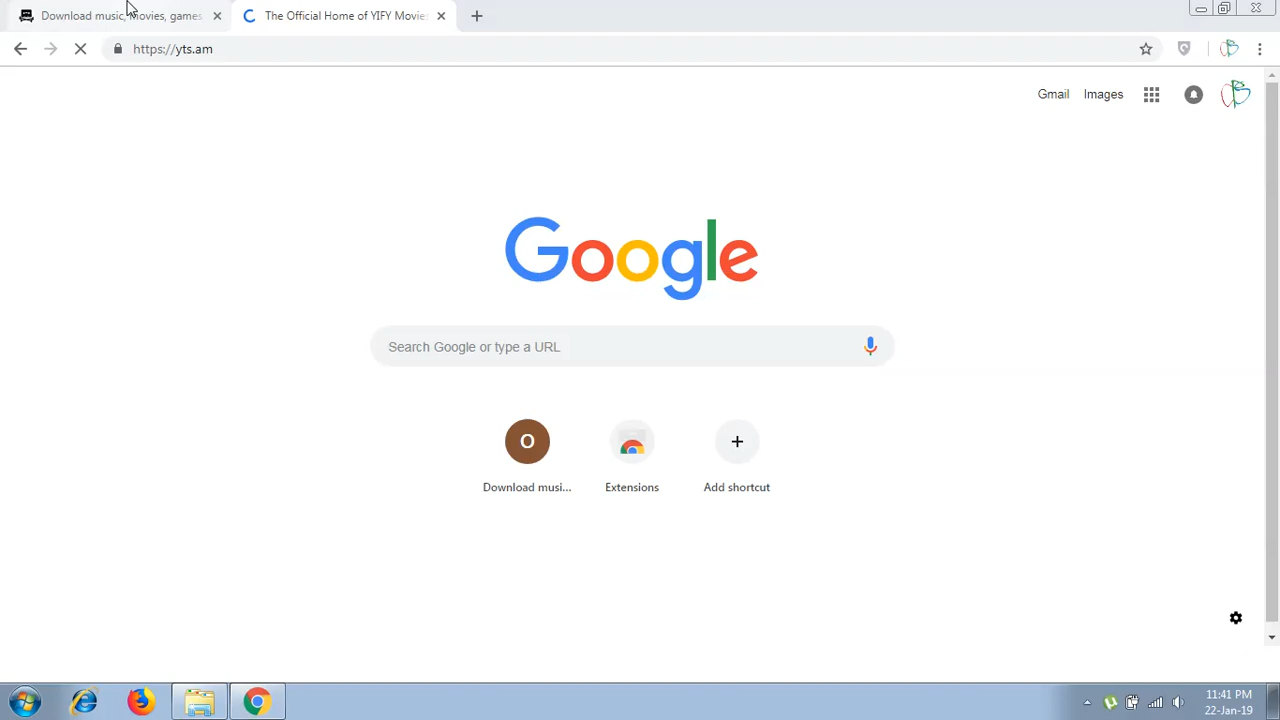 Download music, movies, games
The Official Home of YIFY Movies
https://yts.am
Gmail
Images
Google
Search Google or type a URL
O
Download musi...
Extensions
Add shortcut
11:41 PM
22-Jan-19